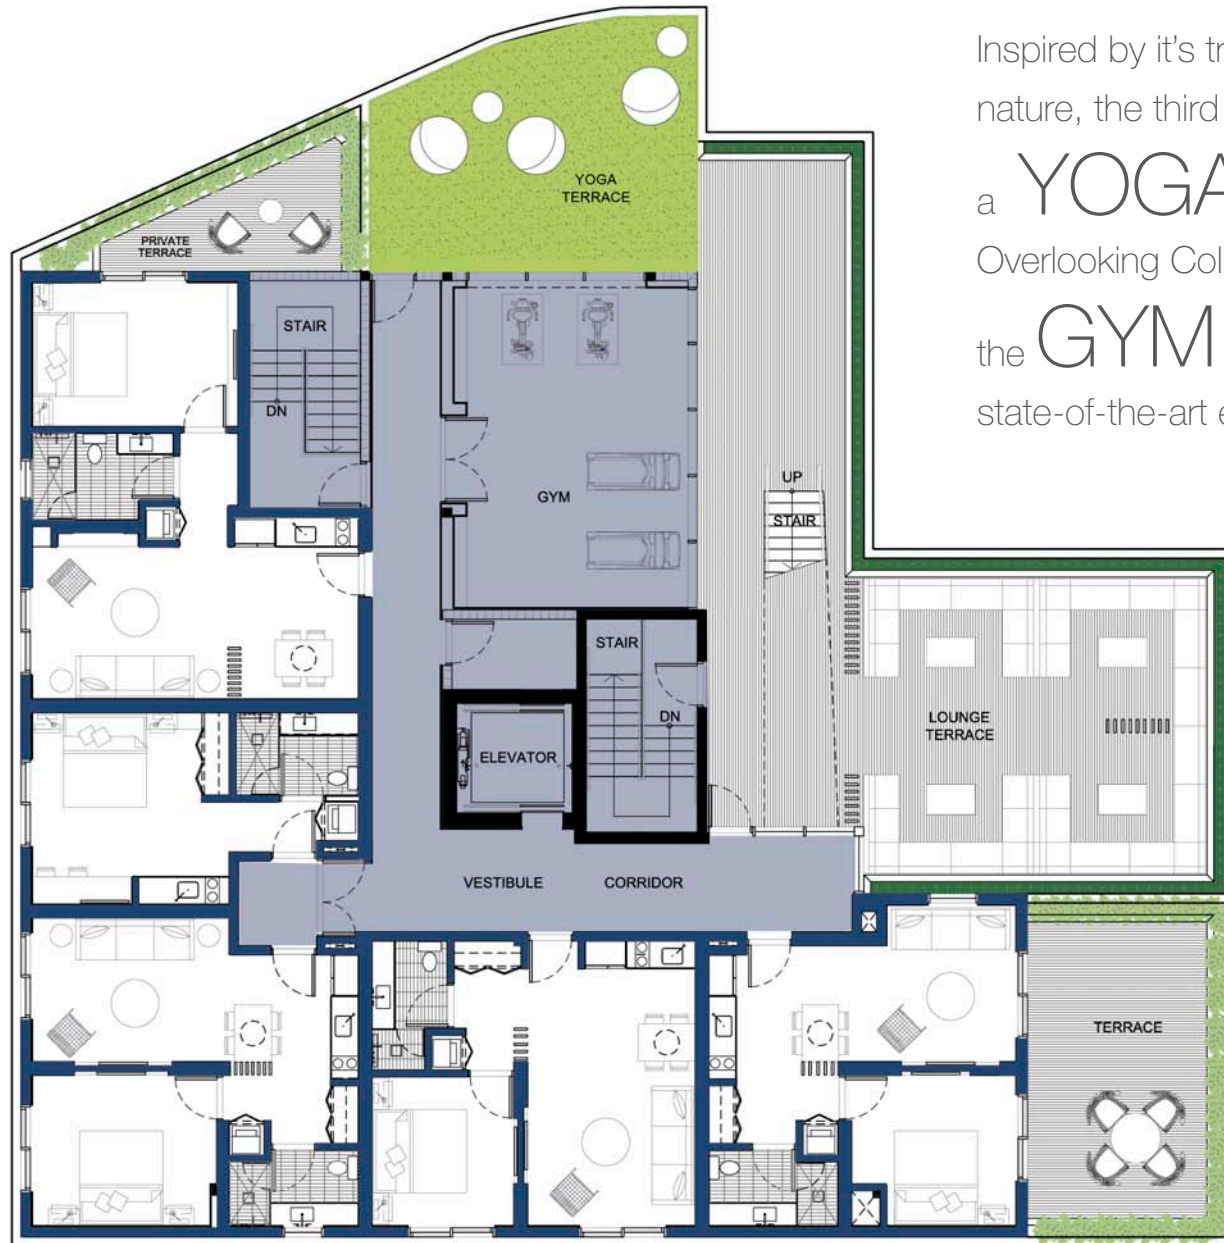 Inspired by it's tr
nature, the third
a YOGA
Overlooking Col
the GYM
state-of-the-art e
YOGA
TERRACE
PRIVATE
TERRACE
STAIR
DN
GYM
UP
STAIR
STAIR
DN
ELEVATOR
LOUNGE
TERRACE
VESTIBULE
CORRIDOR
TERRACE